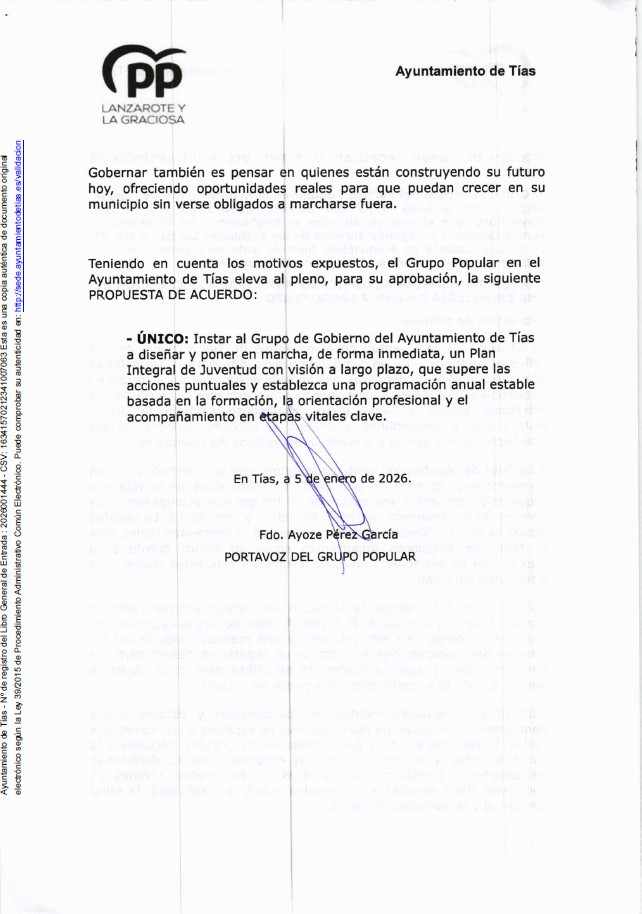 pp
LANZAROTE Y
LA GRACIOSA
Ayuntamiento de Tías
Gobernar también es pensar en quienes están construyendo su futuro
hoy, ofreciendo oportunidades reales para que puedan crecer en su
municipio sin verse obligados a marcharse fuera.
Teniendo en cuenta los motivos expuestos, el Grupo Popular en el
Ayuntamiento de Tías eleva al pleno, para su aprobación, la siguiente
PROPUESTA DE ACUERDO:
- ÚNICO: Instar al Grupo de Gobierno del Ayuntamiento de Tías
a diseñar y poner en marcha, de forma inmediata, un Plan
Integral de Juventud con visión a largo plazo, que supere las
acciones puntuales y establezca una programación anual estable
basada en la formación, la orientación profesional y el
acompañamiento en etapas vitales clave.
En Tías, a 5 de enero de 2026.
Fdo. Ayoze Pérez García
PORTAVOZ DEL GRUPO POPULAR
Ayuntamiento de Tías - Nº de registro del Libro General de Entrada : 2026001444 - CSV: 16341570212341007063 Esta es una copia auténtica de documento original
electrónico según la Ley 39/2015 de Procedimiento Administrativo Común Electrónico. Puede comprobar su autenticidad en: http://sede.ayuntamientodetias.es/validacion